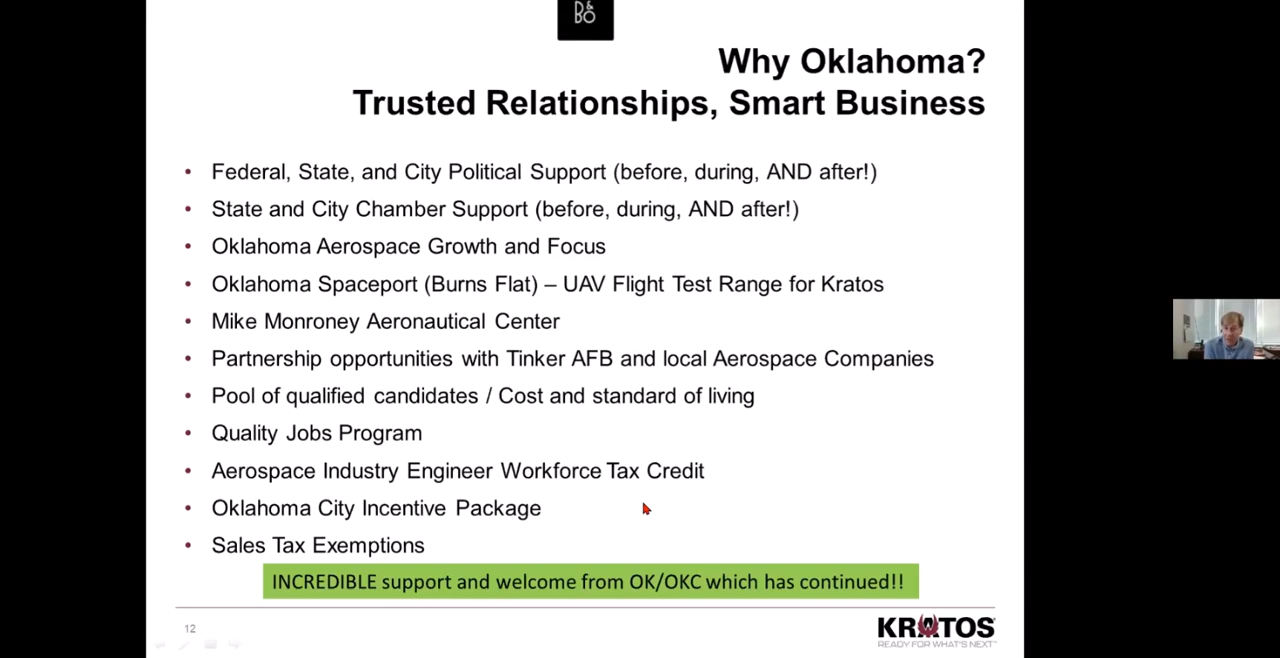 D&
BO
Why Oklahoma?
Trusted Relationships, Smart Business
• Federal, State, and City Political Support (before, during, AND after!)
• State and City Chamber Support (before, during, AND after!)
• Oklahoma Aerospace Growth and Focus
• Oklahoma Spaceport (Burns Flat) – UAV Flight Test Range for Kratos
• Mike Monroney Aeronautical Center
• Partnership opportunities with Tinker AFB and local Aerospace Companies
• Pool of qualified candidates / Cost and standard of living
• Quality Jobs Program
• Aerospace Industry Engineer Workforce Tax Credit
• Oklahoma City Incentive Package
• Sales Tax Exemptions
INCREDIBLE support and welcome from OK/OKC which has continued!!
12
KRATOS
READY FOR WHAT'S NEXT